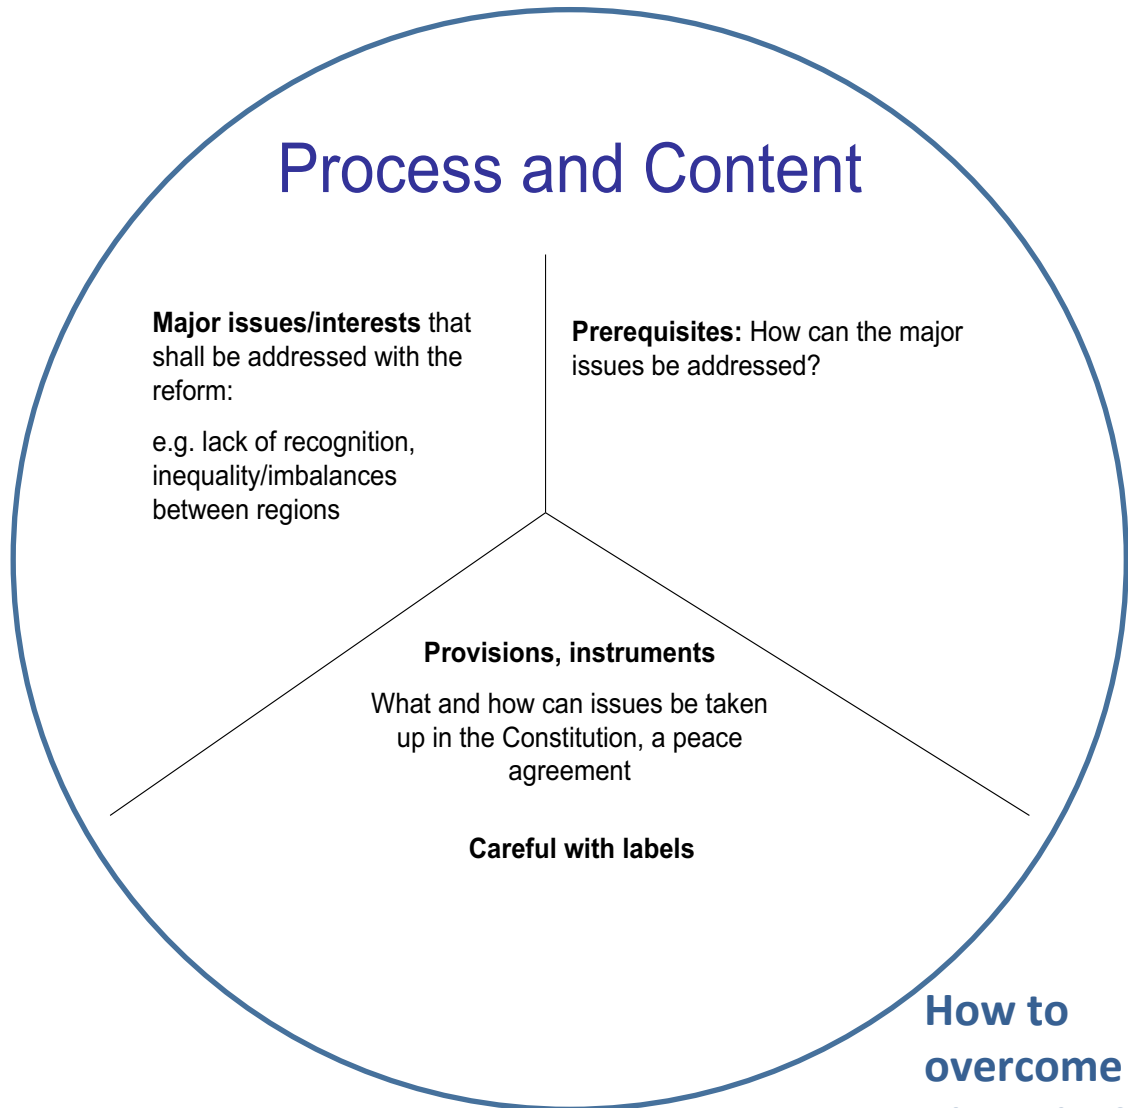 Process and Content
Major issues/interests that
shall be addressed with the
reform:
e.g. lack of recognition,
inequality/imbalances
between regions
Prerequisites: How can the major
issues be addressed?
Provisions, instruments
What and how can issues be taken
up in the Constitution, a peace
agreement
Careful with labels
How to
overcome